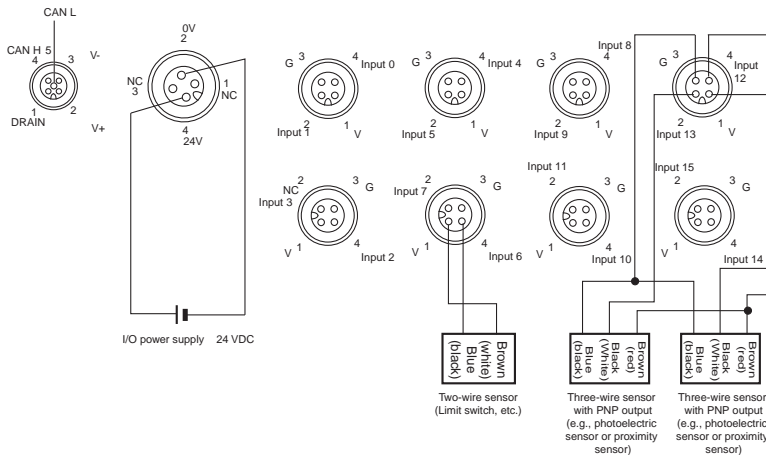 CAN L
CAN H 5
4
3
V-
1
2
DRAIN
V+
0V
2
NC
3
1
NC
4
24V
G 3
4
Input 0
2
Input 1
1
V
G 3
4
Input 4
2
Input 5
1
V
G 3
4
Input 8
2
Input 9
1
V
G 3
4
Input
12
2
Input 13
1
V
NC 2
Input 3
3
G
V 1
4
Input 2
2
Input 7
3
G
V 1
4
Input 6
Input 11
2
3
G
V 1
4
Input 10
Input 15
2
3
G
V 1
4
Input 14
I/O power supply 24 VDC
Brown
(white)
Blue
(black)
Two-wire sensor
(Limit switch, etc.)
Brown
(red)
Black
(White)
Blue
(black)
Three-wire sensor
with PNP output
(e.g., photoelectric
sensor or proximity
sensor)
Brown
(red)
Black
(White)
Blue
(black)
Three-wire sensor
with PNP output
(e.g., photoelectric
sensor or proximity
sensor)